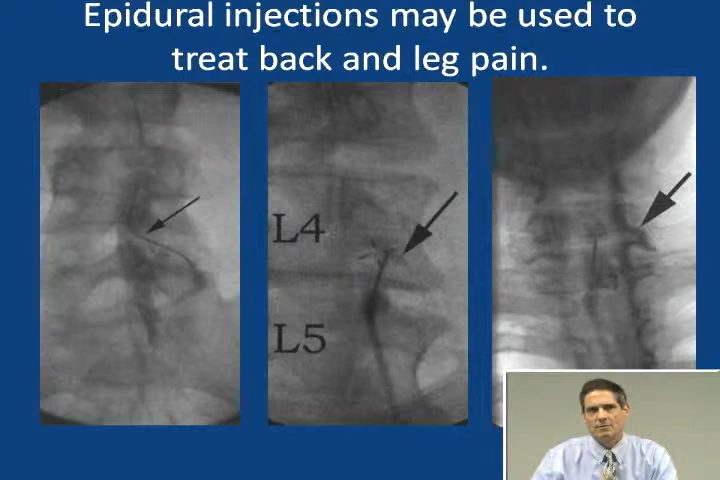 Epidural injections may be used to
treat back and leg pain.
L4
L5